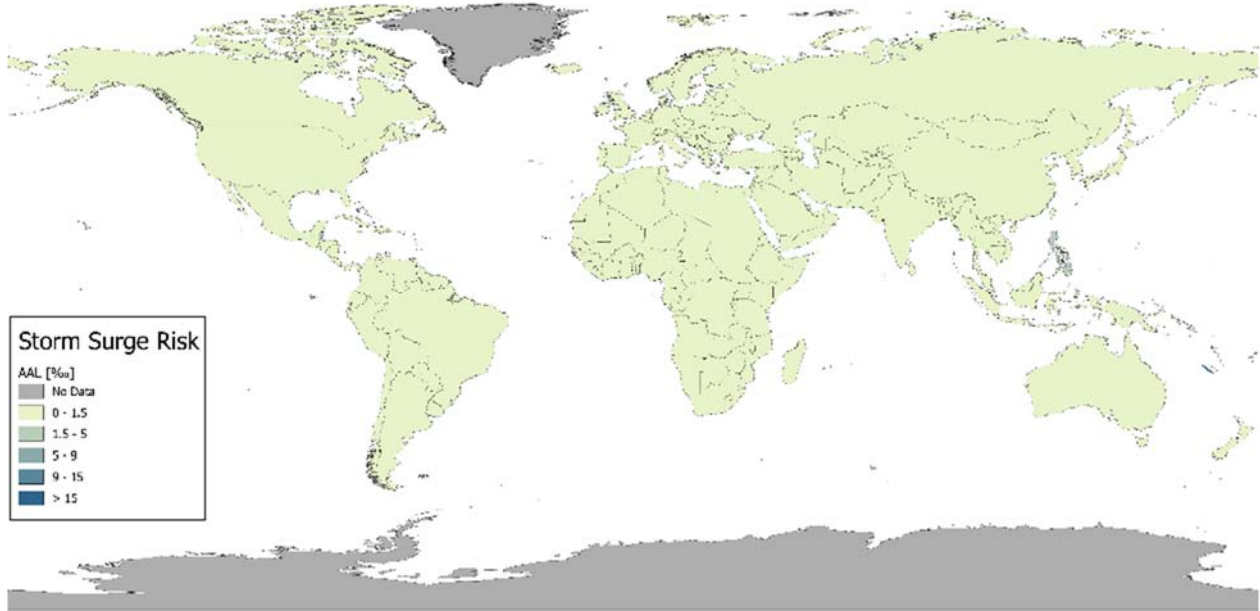 Storm Surge Risk
AAL [‰]
No Data
0 - 1.5
1.5 - 5
5 - 9
9 - 15
> 15